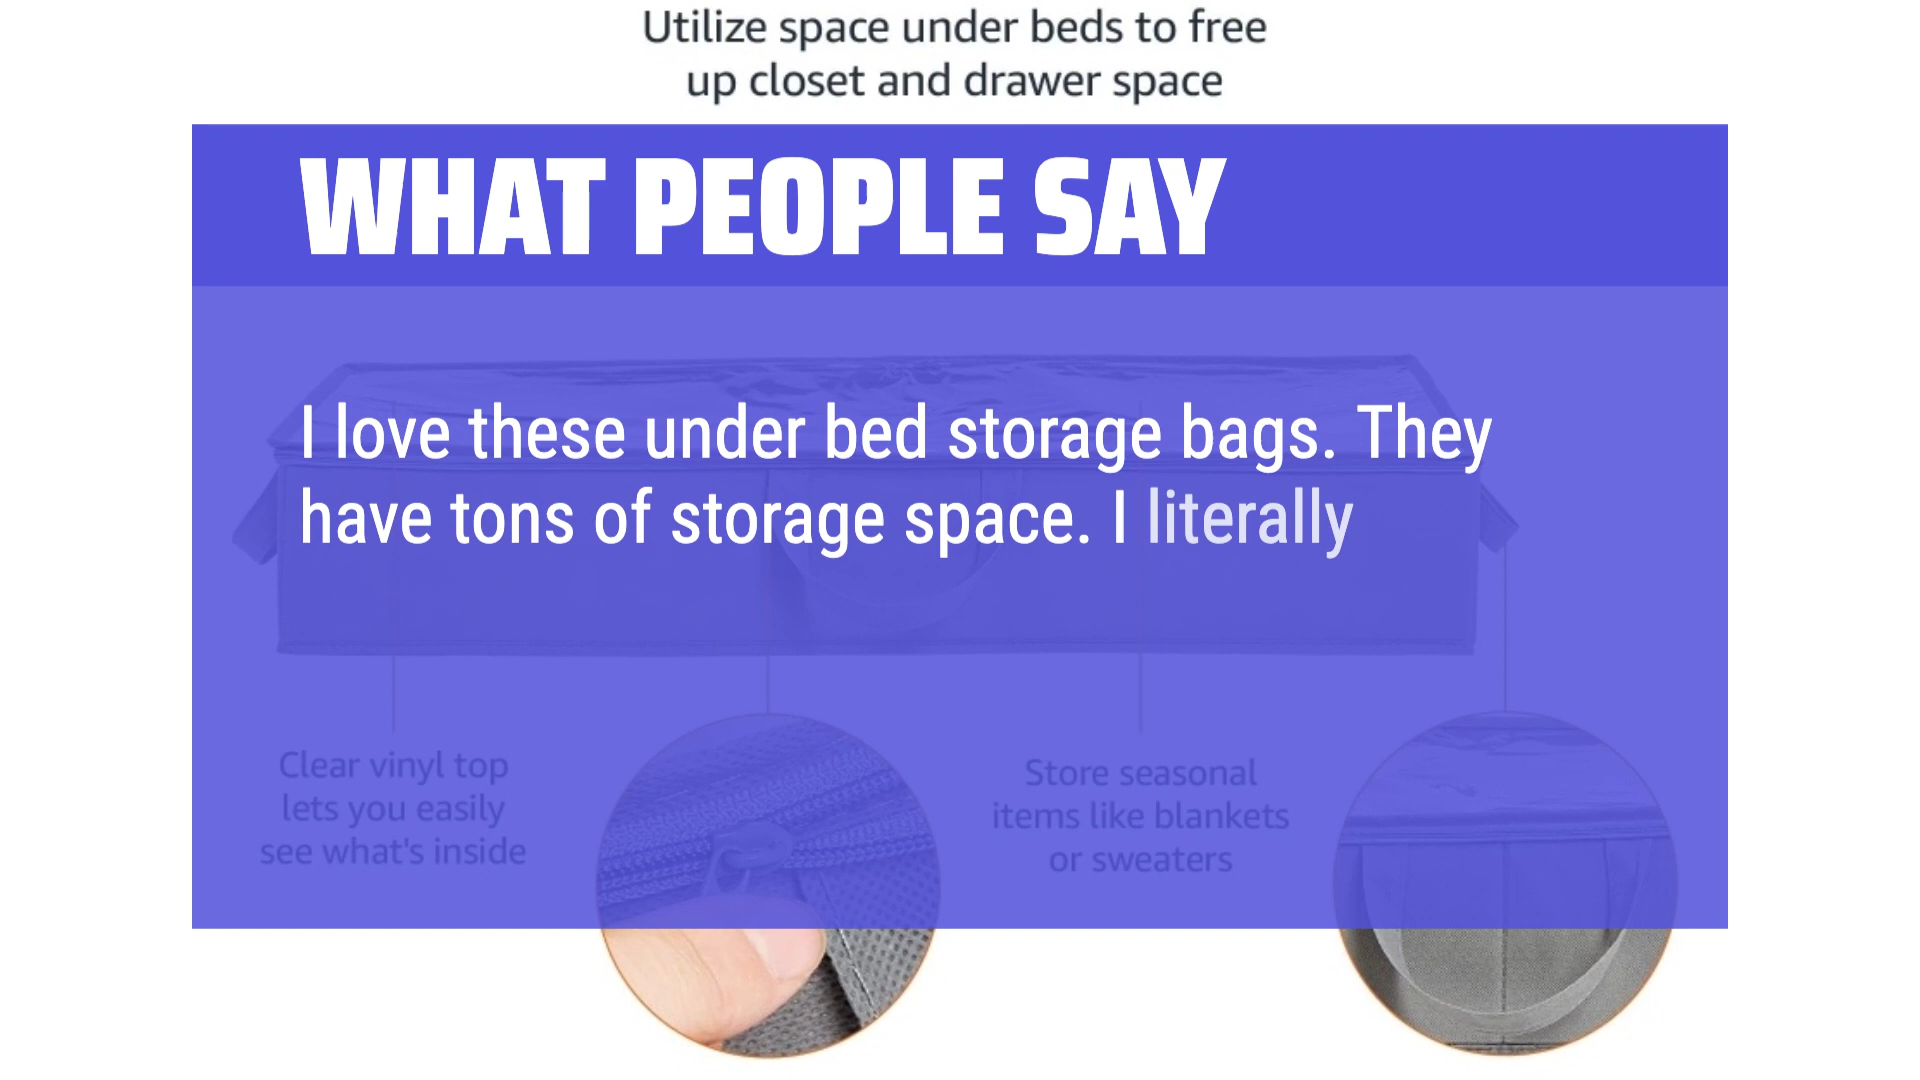 Utilize space under beds to free
up closet and drawer space
WHAT PEOPLE SAY
I love these under bed storage bags. They
have tons of storage space. I literally
Clear vinyl top
lets you easily
see what's inside
Store seasonal
items like blankets
or sweaters